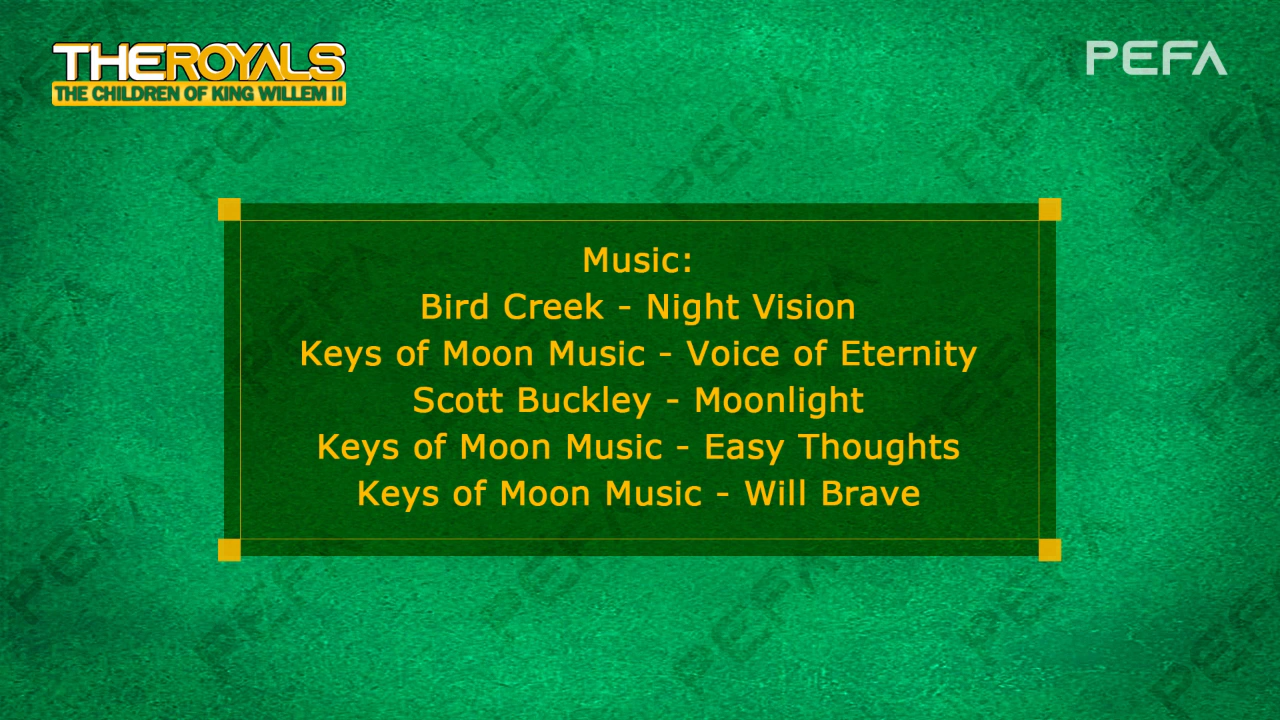 THEROYALS
THE CHILDREN OF KING WILLEM II
PEFA
Music:
Bird Creek - Night Vision
Keys of Moon Music - Voice of Eternity
Scott Buckley - Moonlight
Keys of Moon Music - Easy Thoughts
Keys of Moon Music - Will Brave